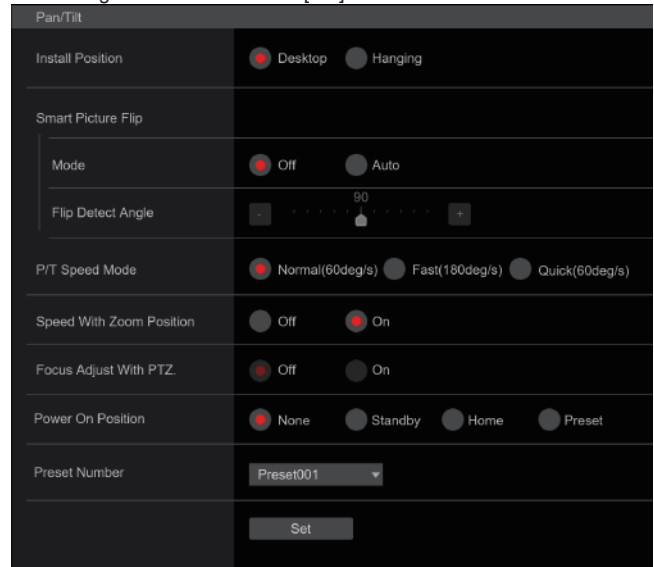 Pan/Tilt
Install Position Desktop Hanging
Smart Picture Flip
Mode Off Auto
90
Flip Detect Angle - +
P/T Speed Mode Normal(60deg/s) Fast(180deg/s) Quick(60deg/s)
Speed With Zoom Position Off On
Focus Adjust With PTZ. Off On
Power On Position None Standby Home Preset
Preset Number Preset001
Set